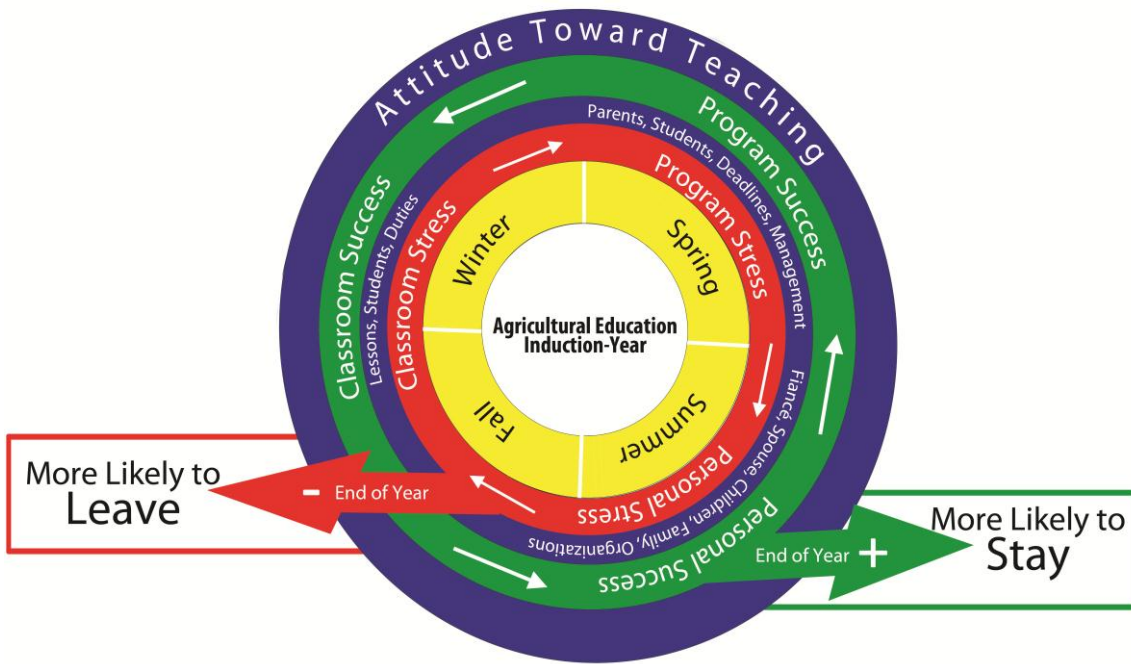 Attitude Toward Teaching
Program Success
Classroom Success
Personal Success
Parents, Students, Deadlines, Management
Lessons, Students, Duties
Fiancé, Spouse, Children, Family, Organizations
Program Stress
Classroom Stress
Personal Stress
Winter
Spring
Fall
Summer
Agricultural Education
Induction-Year
More Likely to
Leave
- End of Year
End of Year +
More Likely to
Stay